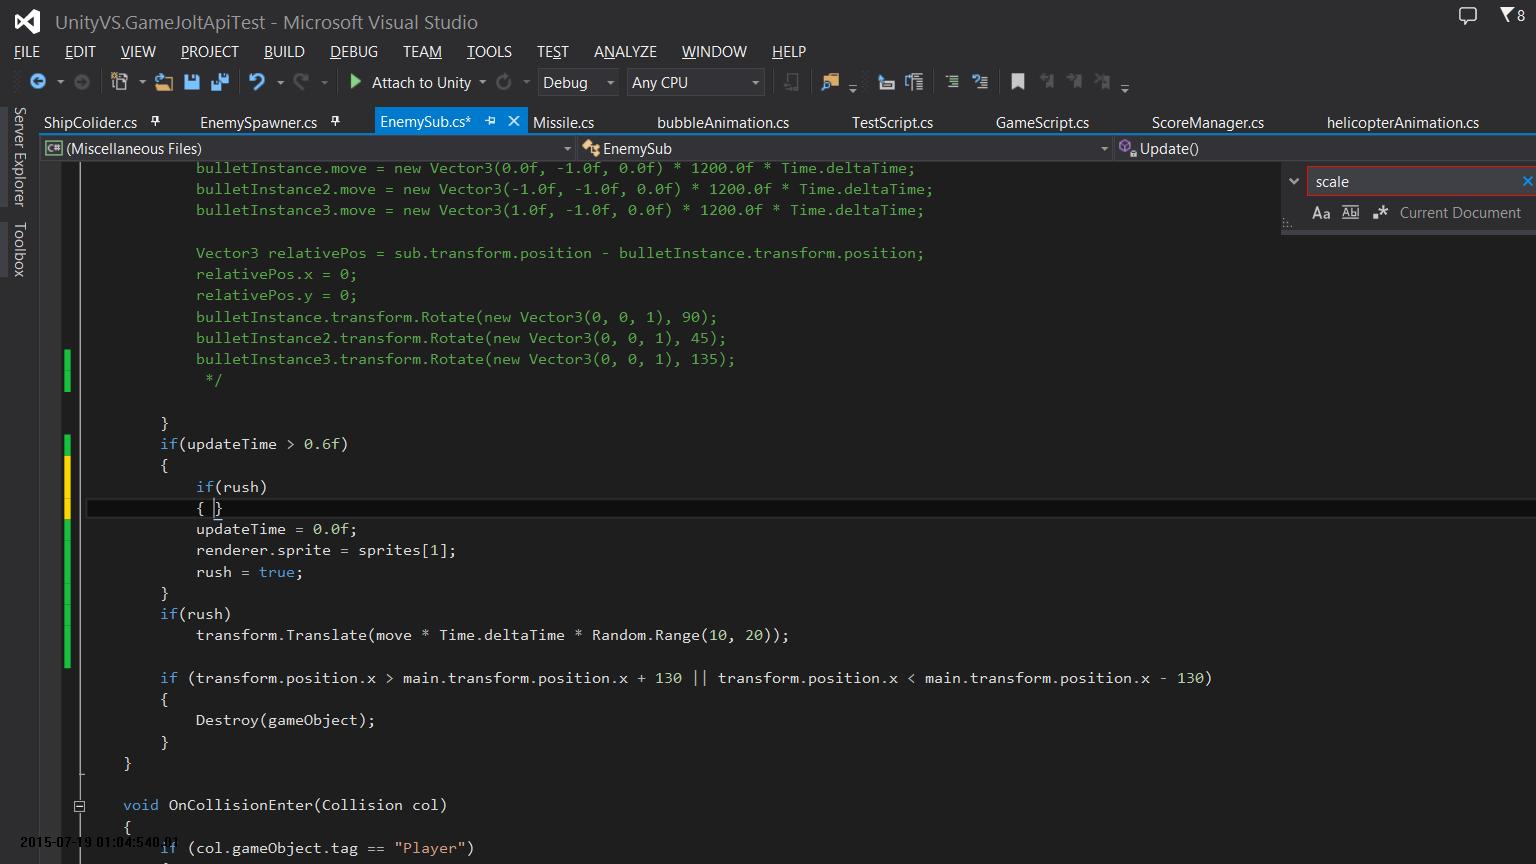 UnityVS.GameJoltApiTest - Microsoft Visual Studio
8
FILE EDIT VIEW PROJECT BUILD DEBUG TEAM TOOLS TEST ANALYZE WINDOW HELP
Attach to Unity Debug Any CPU
ShipColider.cs EnemySpawner.cs EnemySub.cs* Missile.cs bubbleAnimation.cs TestScript.cs GameScript.cs ScoreManager.cs helicopterAnimation.cs
Server Explorer
Toolbox
C# (Miscellaneous Files) EnemySub Update()
scale
Aa Abl .* Current Document
bulletInstance.move = new Vector3(0.0f, -1.0f, 0.0f) * 1200.0f * Time.deltaTime;
bulletInstance2.move = new Vector3(-1.0f, -1.0f, 0.0f) * 1200.0f * Time.deltaTime;
bulletInstance3.move = new Vector3(1.0f, -1.0f, 0.0f) * 1200.0f * Time.deltaTime;
Vector3 relativePos = sub.transform.position - bulletInstance.transform.position;
relativePos.x = 0;
relativePos.y = 0;
bulletInstance.transform.Rotate(new Vector3(0, 0, 1), 90);
bulletInstance2.transform.Rotate(new Vector3(0, 0, 1), 45);
bulletInstance3.transform.Rotate(new Vector3(0, 0, 1), 135);
*/
}
if(updateTime > 0.6f)
{
if(rush)
{ }
updateTime = 0.0f;
renderer.sprite = sprites[1];
rush = true;
}
if(rush)
transform.Translate(move * Time.deltaTime * Random.Range(10, 20));
if (transform.position.x > main.transform.position.x + 130 || transform.position.x < main.transform.position.x - 130)
{
Destroy(gameObject);
}
}
void OnCollisionEnter(Collision col)
{
if (col.gameObject.tag == "Player")
2015-07-19 01:04:540.01